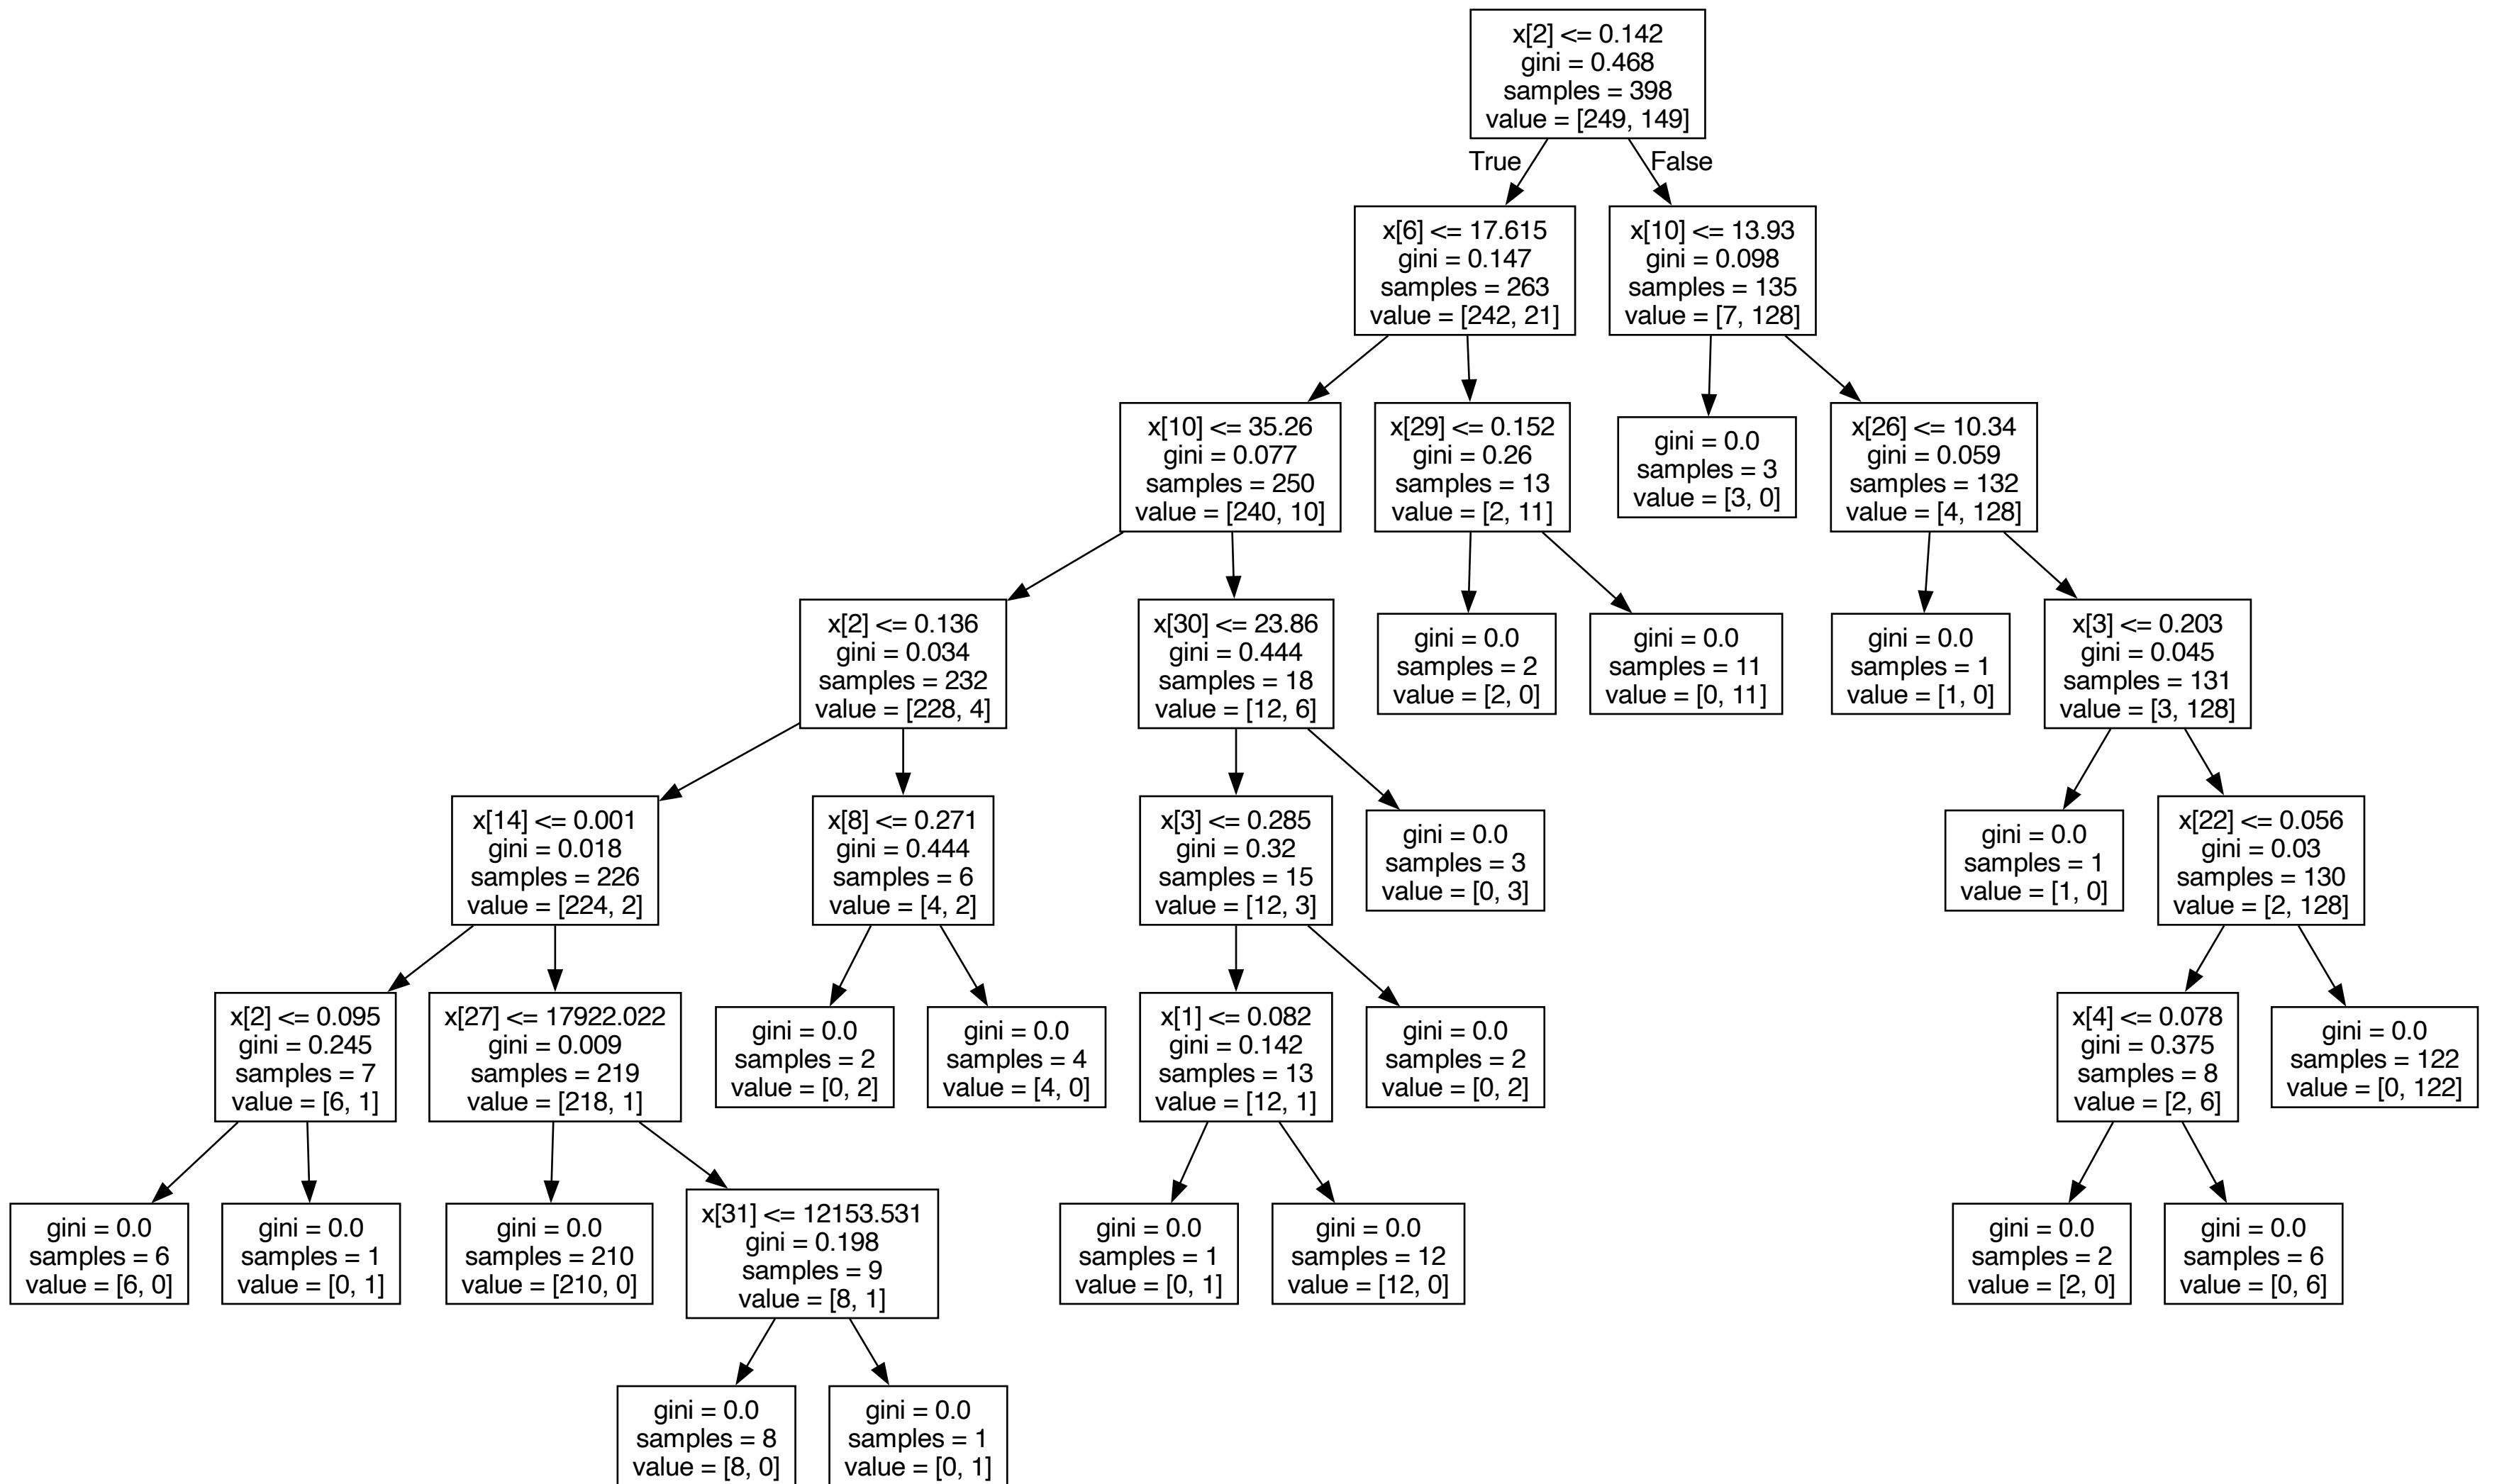 x[2] <= 0.142
gini = 0.468
samples = 398
value = [249, 149]
True
False
x[6] <= 17.615
gini = 0.147
samples = 263
value = [242, 21]
x[10] <= 13.93
gini = 0.098
samples = 135
value = [7, 128]
x[10] <= 35.26
gini = 0.077
samples = 250
value = [240, 10]
x[29] <= 0.152
gini = 0.26
samples = 13
value = [2, 11]
gini = 0.0
samples = 3
value = [3, 0]
x[26] <= 10.34
gini = 0.059
samples = 132
value = [4, 128]
x[2] <= 0.136
gini = 0.034
samples = 232
value = [228, 4]
x[30] <= 23.86
gini = 0.444
samples = 18
value = [12, 6]
gini = 0.0
samples = 2
value = [2, 0]
gini = 0.0
samples = 11
value = [0, 11]
gini = 0.0
samples = 1
value = [1, 0]
x[3] <= 0.203
gini = 0.045
samples = 131
value = [3, 128]
x[14] <= 0.001
gini = 0.018
samples = 226
value = [224, 2]
x[8] <= 0.271
gini = 0.444
samples = 6
value = [4, 2]
x[3] <= 0.285
gini = 0.32
samples = 15
value = [12, 3]
gini = 0.0
samples = 3
value = [0, 3]
gini = 0.0
samples = 1
value = [1, 0]
x[22] <= 0.056
gini = 0.03
samples = 130
value = [2, 128]
x[2] <= 0.095
gini = 0.245
samples = 7
value = [6, 1]
x[27] <= 17922.022
gini = 0.009
samples = 219
value = [218, 1]
gini = 0.0
samples = 2
value = [0, 2]
gini = 0.0
samples = 4
value = [4, 0]
x[1] <= 0.082
gini = 0.142
samples = 13
value = [12, 1]
gini = 0.0
samples = 2
value = [0, 2]
x[4] <= 0.078
gini = 0.375
samples = 8
value = [2, 6]
gini = 0.0
samples = 122
value = [0, 122]
gini = 0.0
samples = 6
value = [6, 0]
gini = 0.0
samples = 1
value = [0, 1]
gini = 0.0
samples = 210
value = [210, 0]
x[31] <= 12153.531
gini = 0.198
samples = 9
value = [8, 1]
gini = 0.0
samples = 1
value = [0, 1]
gini = 0.0
samples = 12
value = [12, 0]
gini = 0.0
samples = 2
value = [2, 0]
gini = 0.0
samples = 6
value = [0, 6]
gini = 0.0
samples = 8
value = [8, 0]
gini = 0.0
samples = 1
value = [0, 1]